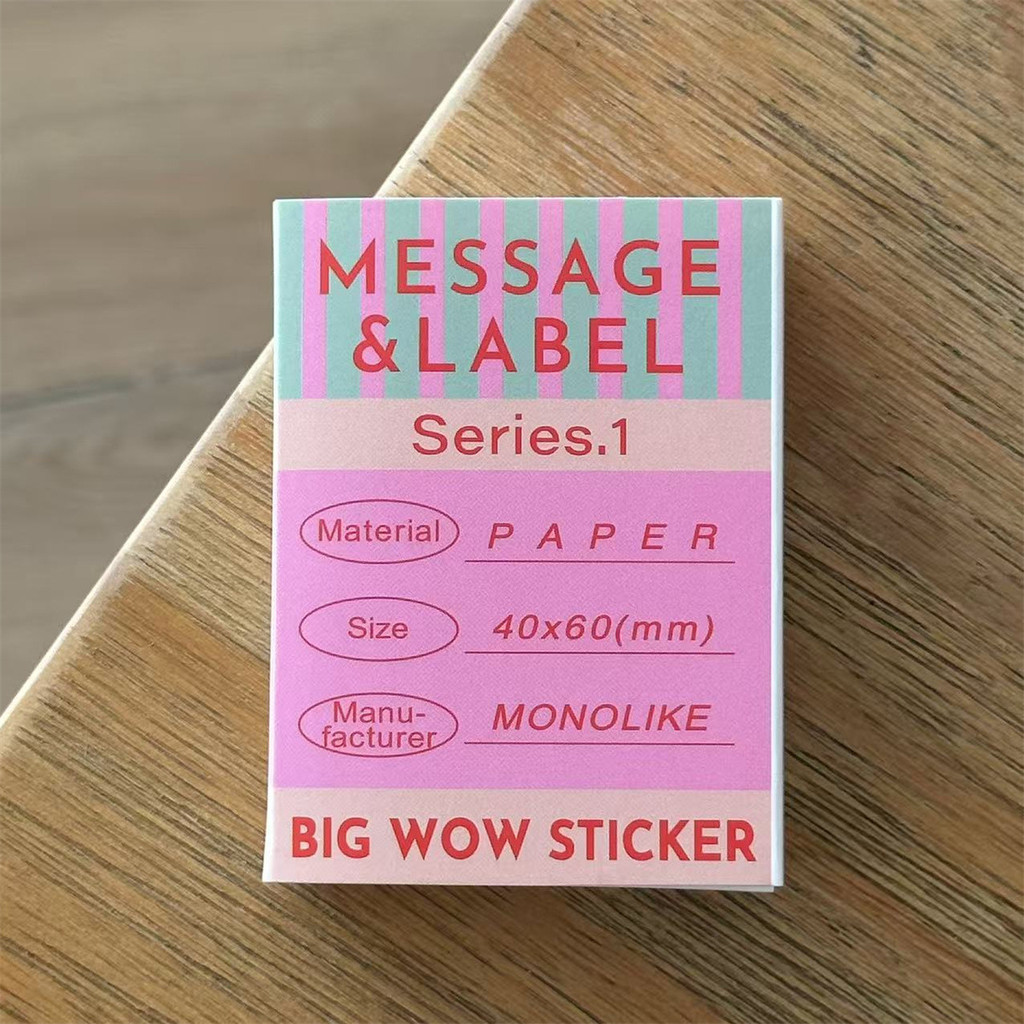 MESSAGE
&LABEL
Series.1
Material PAPER
Size 40x60(mm)
Manu-
facturer MONOLIKE
BIG WOW STICKER